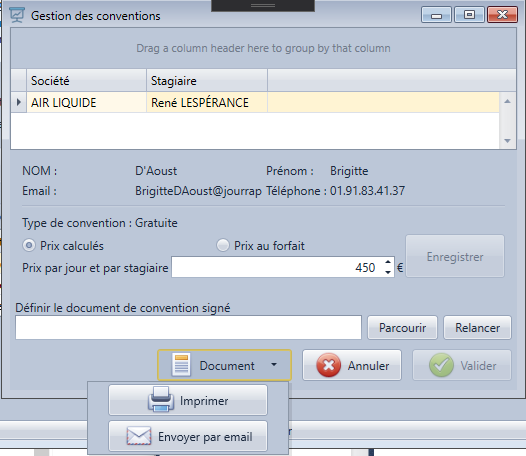 Gestion des conventions
Drag a column header here to group by that column
Société Stagiaire
AIR LIQUIDE René LESPÉRANCE
NOM : D'Aoust Prénom : Brigitte
Email : BrigitteDAoust@jourrap Téléphone : 01.91.83.41.37
Type de convention : Gratuite
Prix calculés Prix au forfait
Enregistrer
Prix par jour et par stagiaire 450 €
Définir le document de convention signé
Parcourir Relancer
Document Annuler Valider
Imprimer
Envoyer par email